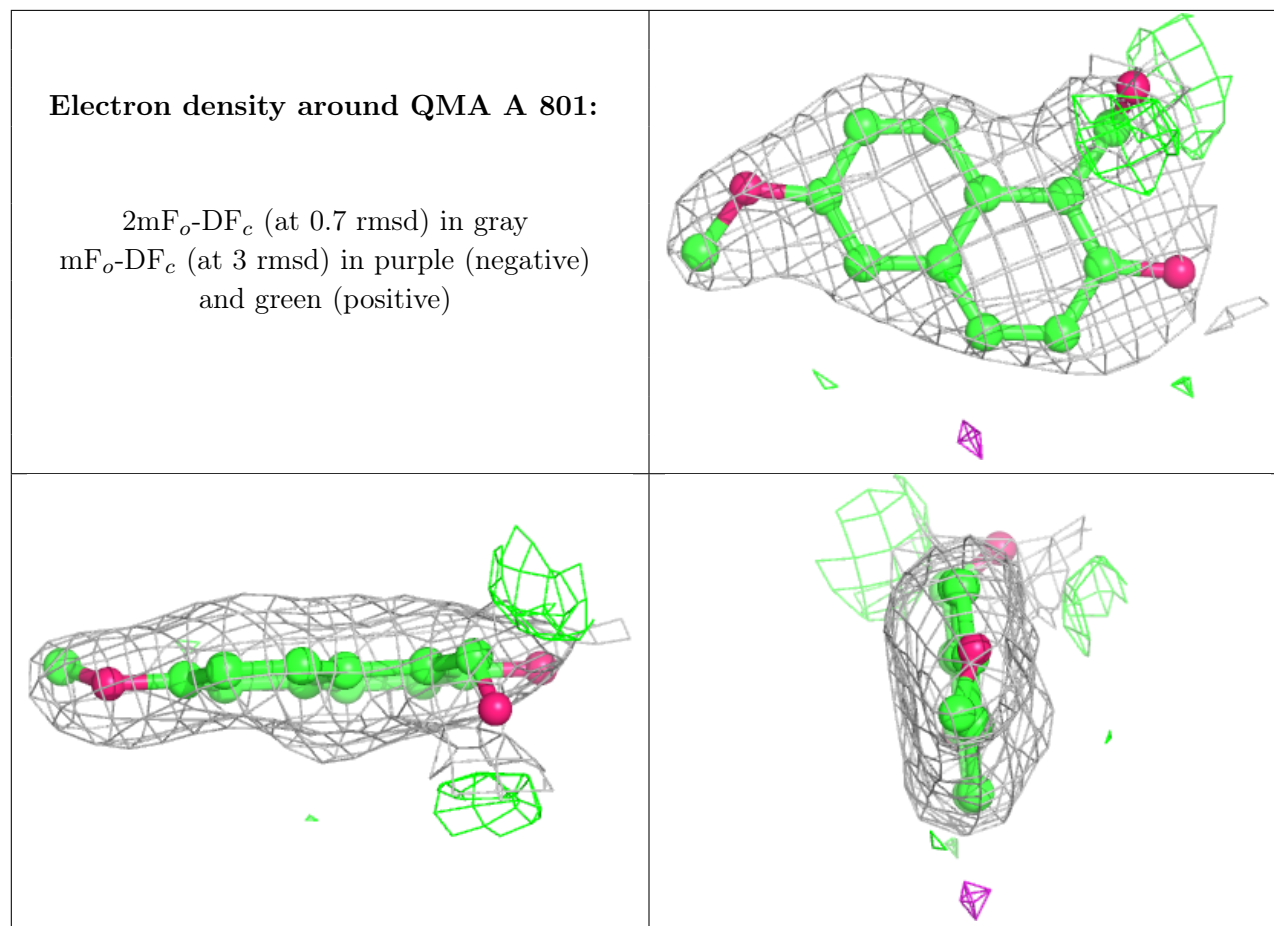 Electron density around QMA A 801:
2mFo-DFc (at 0.7 rmsd) in gray
mFo-DFc (at 3 rmsd) in purple (negative)
and green (positive)